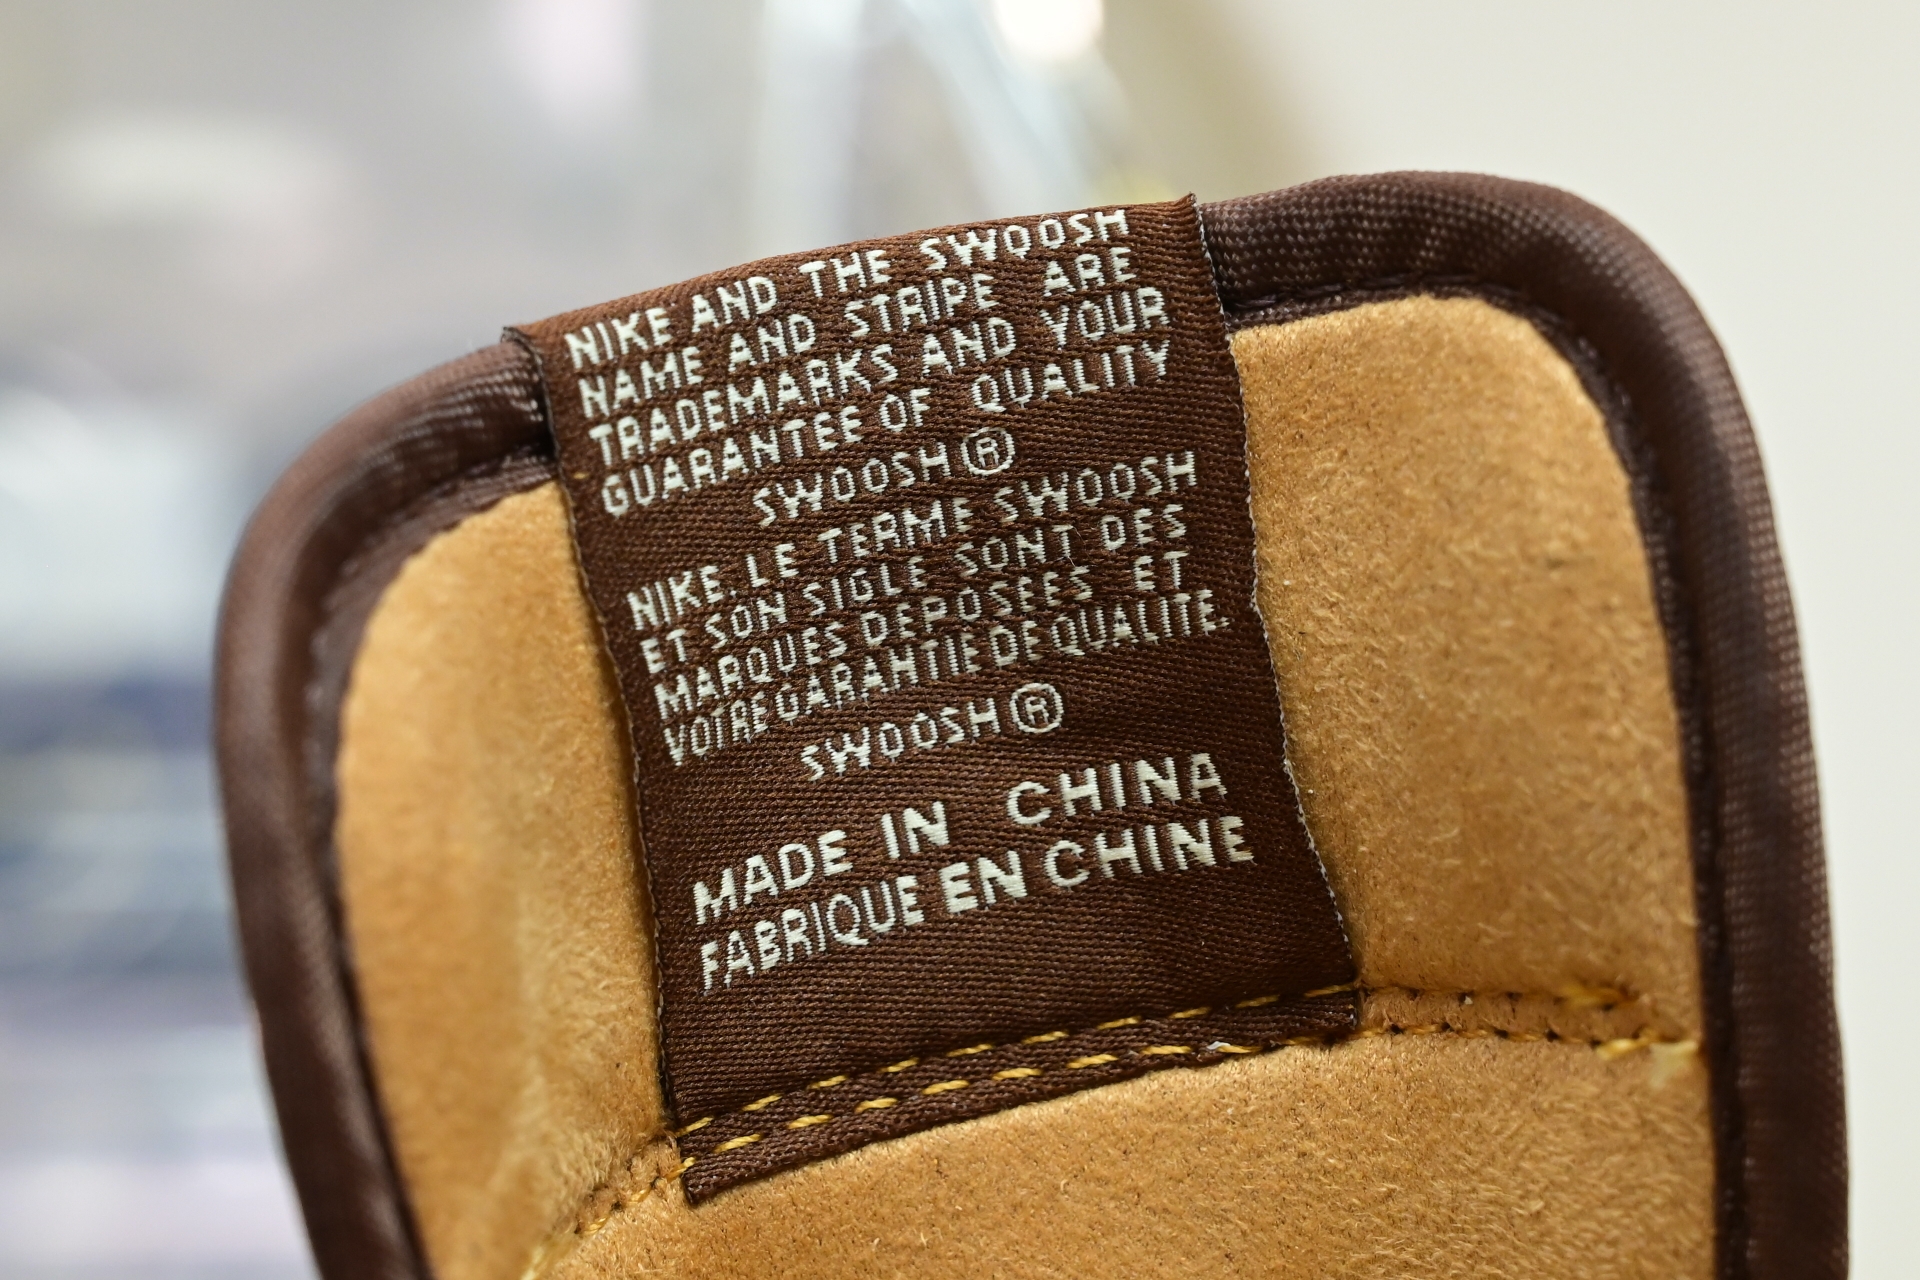 NIKE AND THE SWOOSH
NAME AND STRIPE ARE
TRADEMARKS AND YOUR
GUARANTEE OF QUALITY
SWOOSH®
NIKE. LE TERME SWOOSH
ET SON SIGLE SONT DES
MARQUES DEPOSEES ET
VOTRE GARAHTIE DE QUALITE.
SWOOSH®
MADE IN CHINA
FABRIQUE EN CHINE